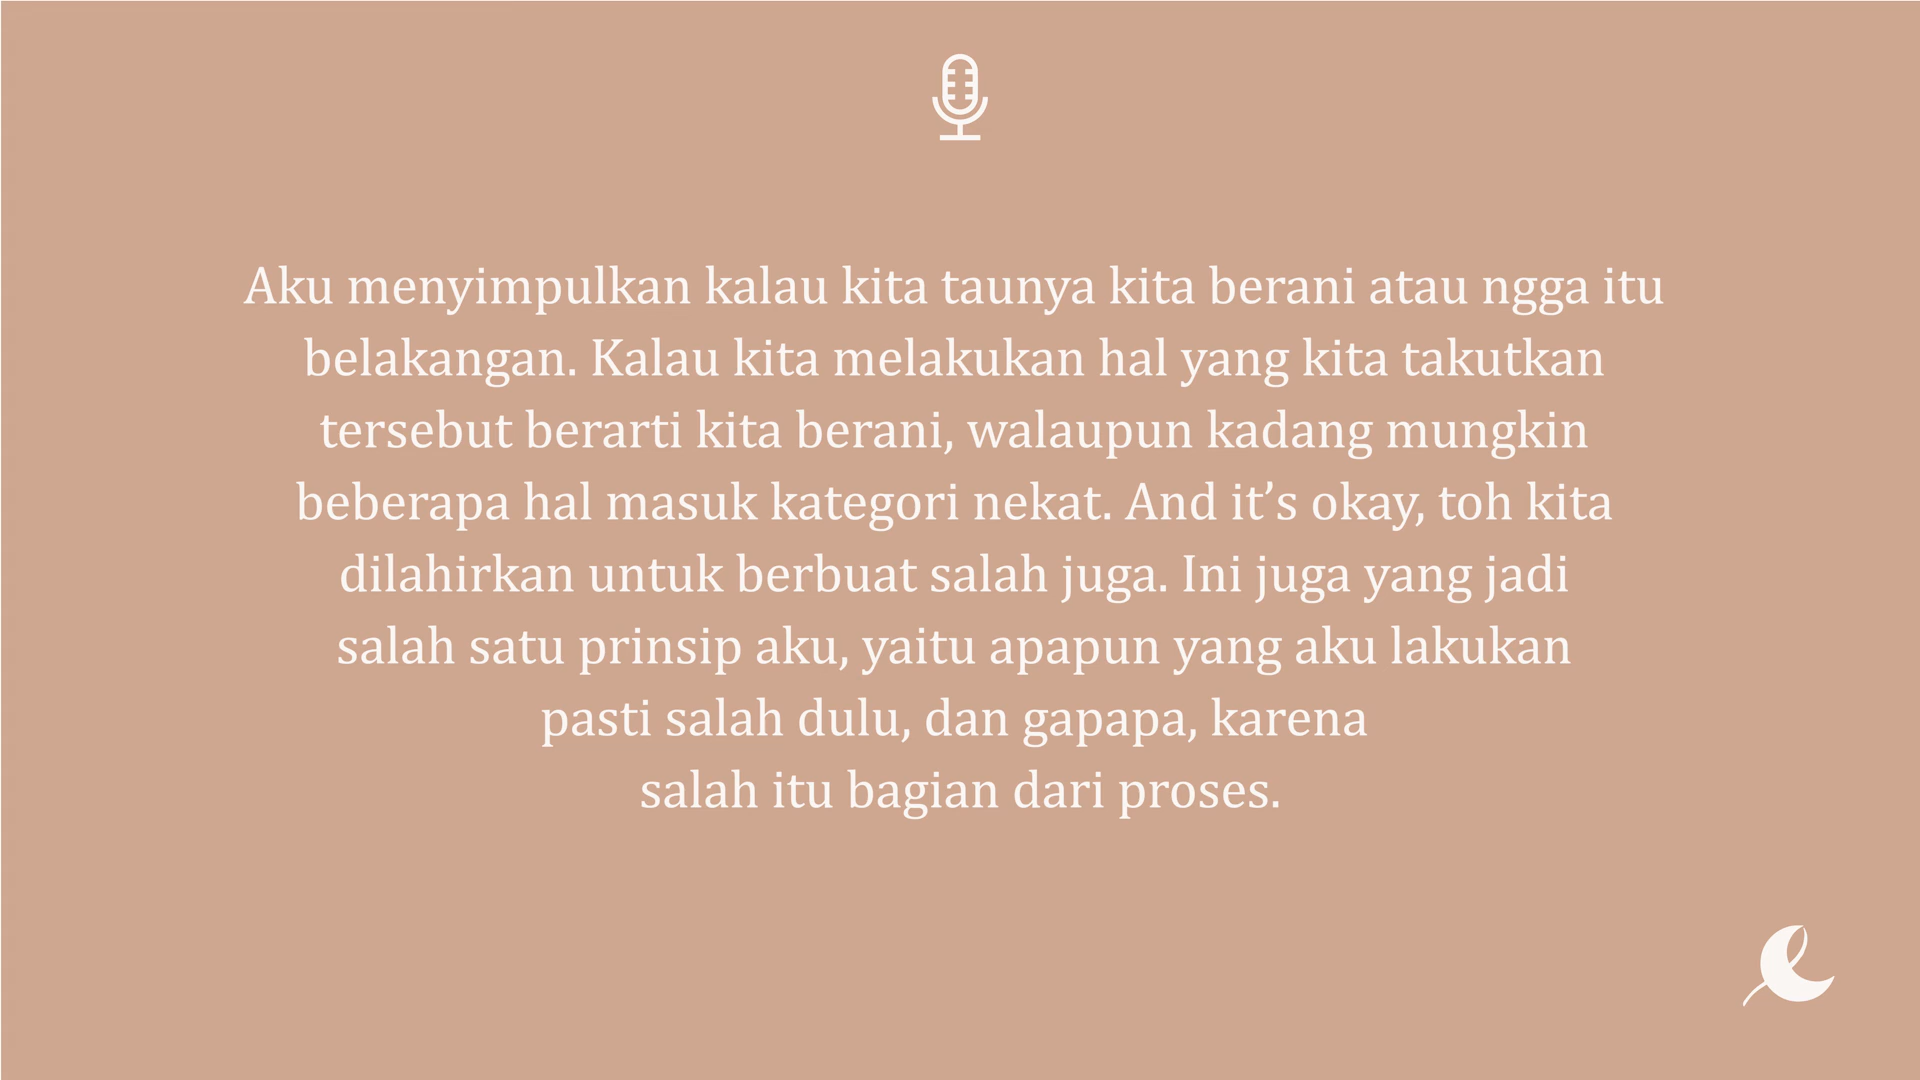 Aku menyimpulkan kalau kita taunya kita berani atau ngga itu
belakangan. Kalau kita melakukan hal yang kita takutkan
tersebut berarti kita berani, walaupun kadang mungkin
beberapa hal masuk kategori nekat. And it’s okay, toh kita
dilahirkan untuk berbuat salah juga. Ini juga yang jadi
salah satu prinsip aku, yaitu apapun yang aku lakukan
pasti salah dulu, dan gapapa, karena
salah itu bagian dari proses.